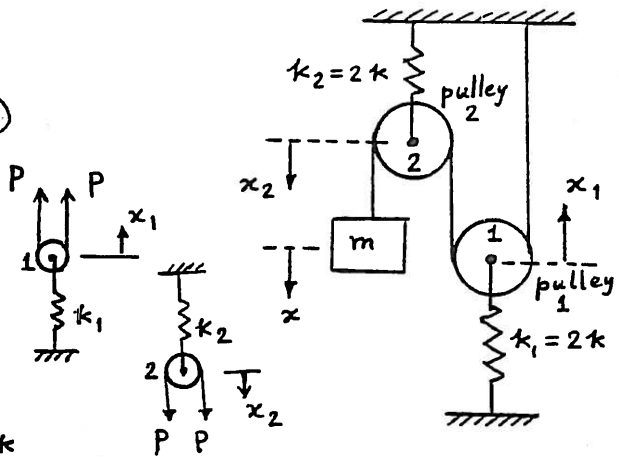 k₂ = 2k
pulley
2
2
x₂
m
x
1
x₁
pulley
1
k₁ = 2k
P P
1
x₁
k₁
k₂
2
x₂
P P
k